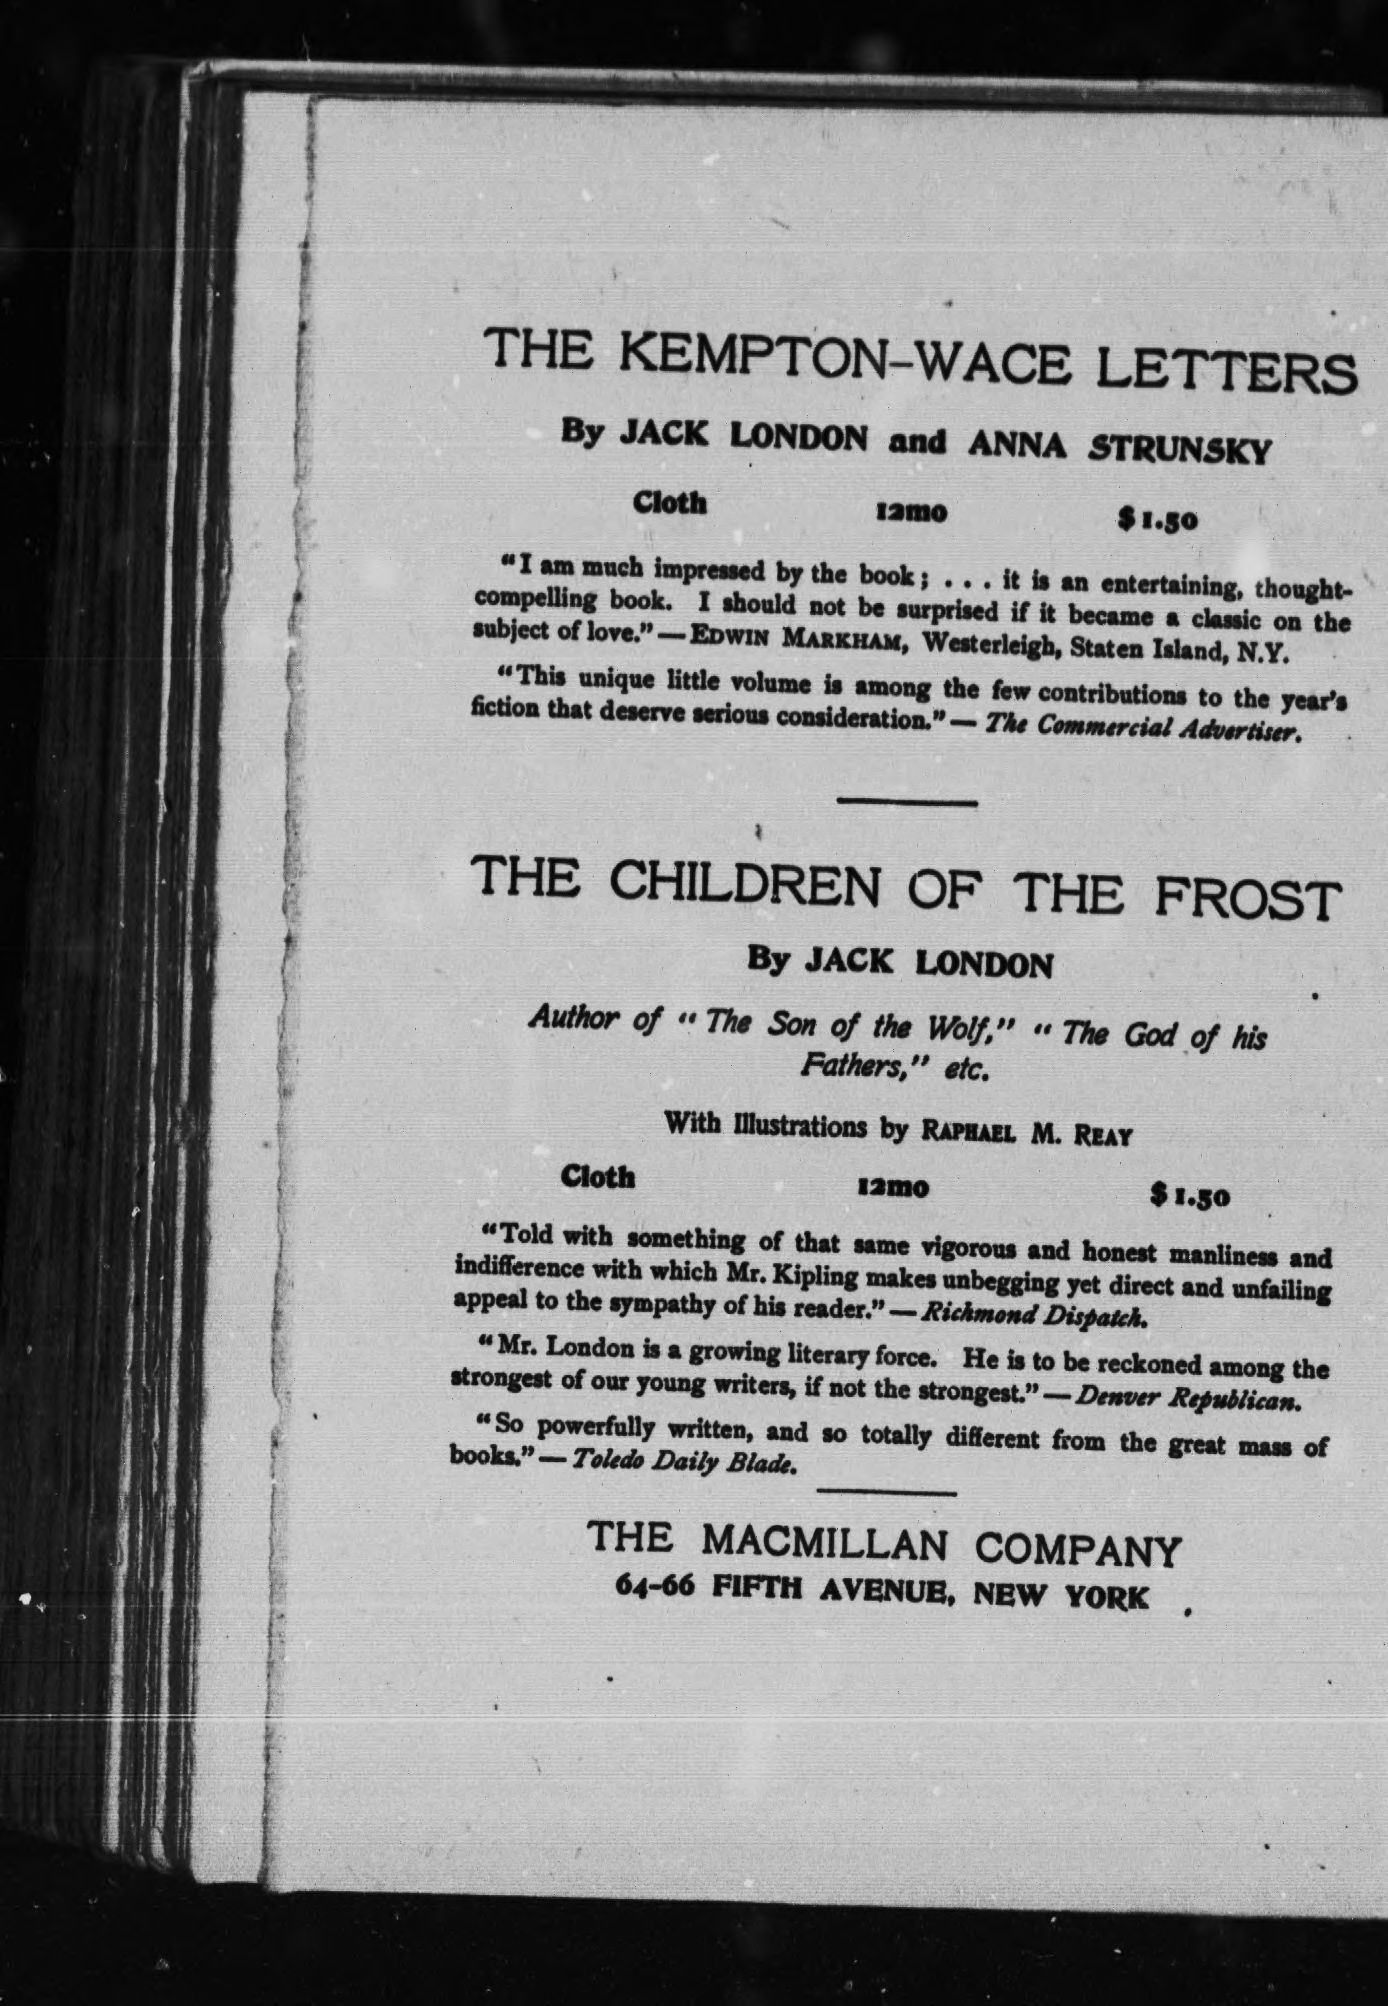 THE KEMPTON-WACE LETTERS
By JACK LONDON and ANNA STRUNSKY
Cloth 12mo $1.50
"I am much impressed by the book; . . . it is an entertaining, thought-
compelling book. I should not be surprised if it became a classic on the
subject of love."—EDWIN MARKHAM, Westerleigh, Staten Island, N.Y.
"This unique little volume is among the few contributions to the year's
fiction that deserve serious consideration."— The Commercial Advertiser.
THE CHILDREN OF THE FROST
By JACK LONDON
Author of "The Son of the Wolf," "The God of his
Fathers," etc.
With Illustrations by RAPHAEL M. REAY
Cloth 12mo $1.50
"Told with something of that same vigorous and honest manliness and
indifference with which Mr. Kipling makes unbegging yet direct and unfailing
appeal to the sympathy of his reader."—Richmond Dispatch.
"Mr. London is a growing literary force. He is to be reckoned among the
strongest of our young writers, if not the strongest."—Denver Republican.
"So powerfully written, and so totally different from the great mass of
books."—Toledo Daily Blade.
THE MACMILLAN COMPANY
64-66 FIFTH AVENUE, NEW YORK